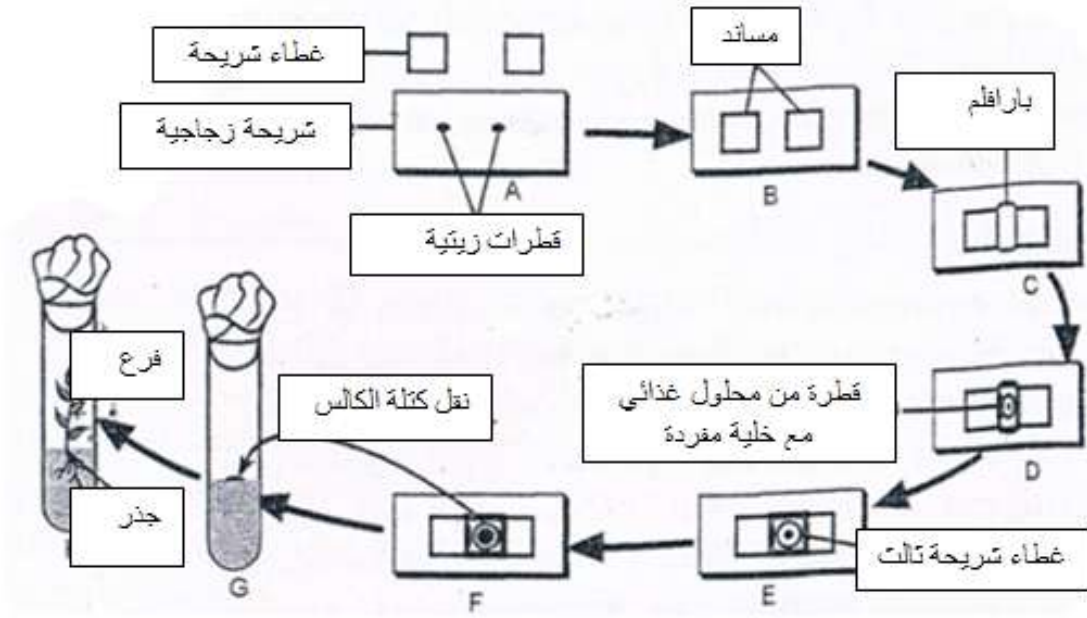 غطاء شريحة
شريحة زجاجية
قطرات زيتية
A
مساند
B
بارافلم
C
قطرة من محلول غذائي
مع خلية مفردة
D
غطاء شريحة ثالث
E
نقل كتلة الكالس
F
G
فرع
جذر